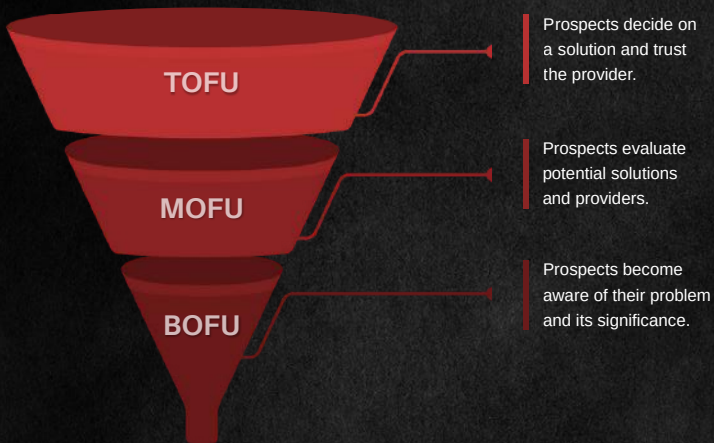 TOFU
Prospects decide on
a solution and trust
the provider.
MOFU
Prospects evaluate
potential solutions
and providers.
BOFU
Prospects become
aware of their problem
and its significance.